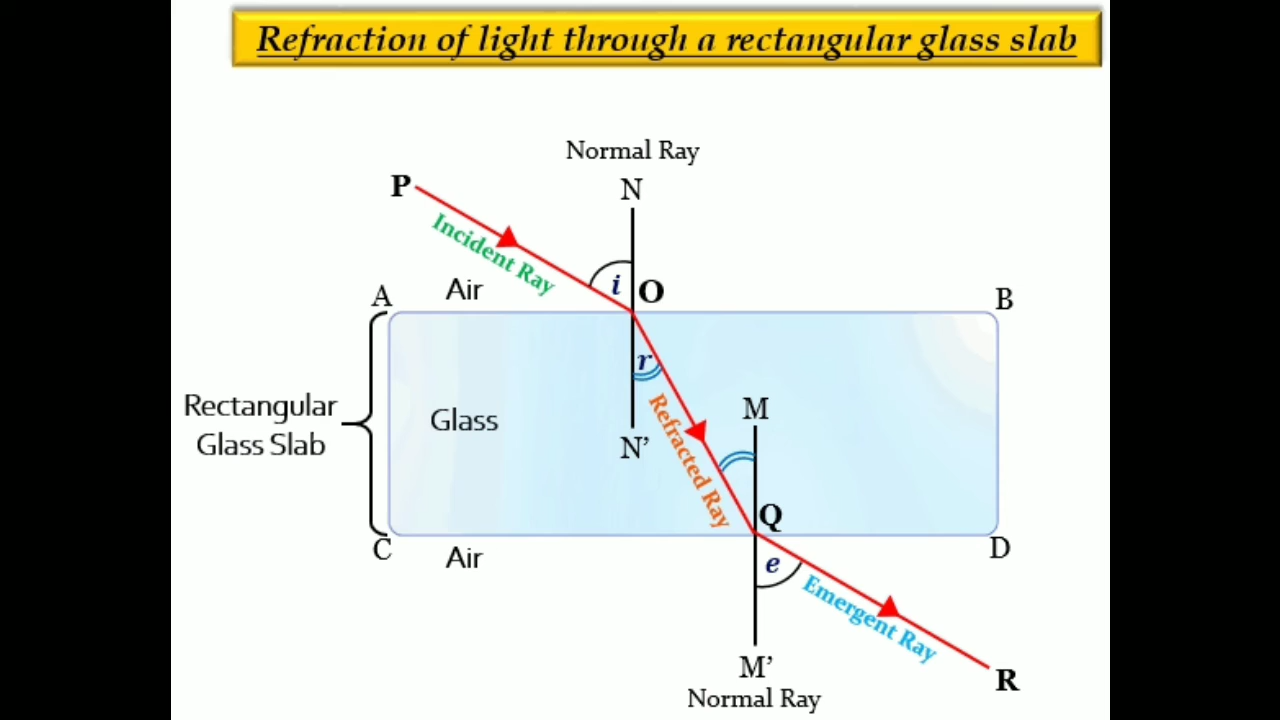 Refraction of light through a rectangular glass slab
Normal Ray
P
N
Incident Ray
i
O
A
Air
B
r
Rectangular
Glass Slab
Glass
M
N’
Refracted Ray
Q
C
Air
D
e
Emergent Ray
M’
R
Normal Ray